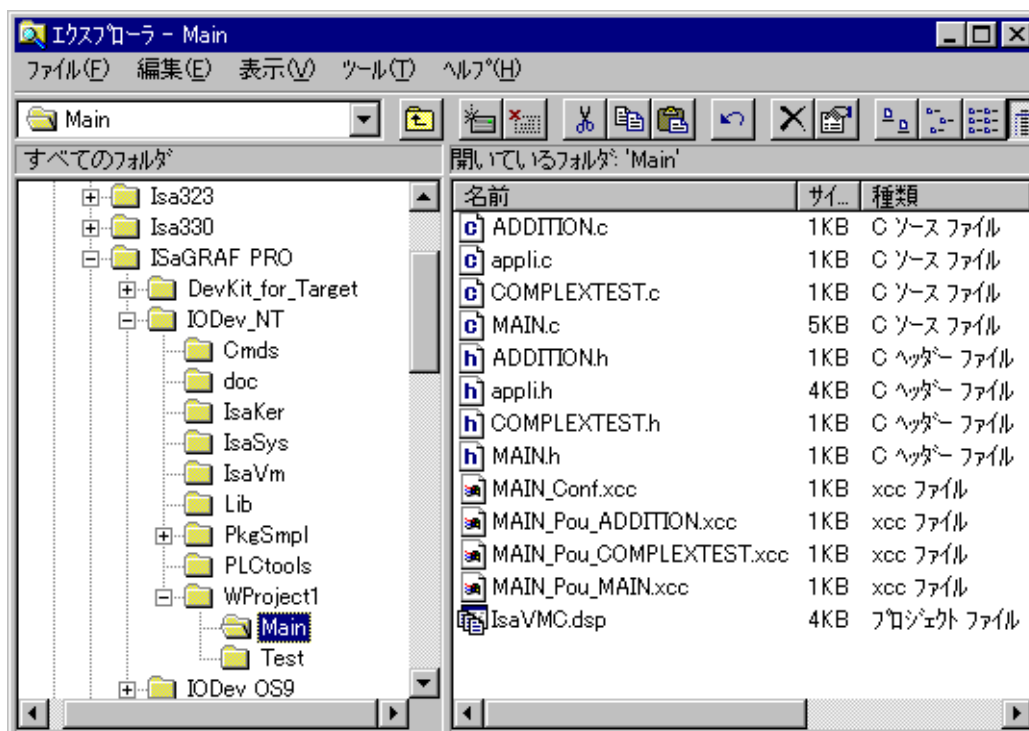 エクスプローラ - Main
ファイル(F) 編集(E) 表示(V) ツール(T) ヘルプ(H)
Main
すべてのフォルダ
開いているフォルダ: 'Main'
Isa323
Isa330
ISaGRAF PRO
DevKit_for_Target
IODev_NT
Cmds
doc
IsaKer
IsaSys
IsaVm
Lib
PkgSmpl
PLCtools
WProject1
Main
Test
IODev OS9
名前 サイ... 種類
ADDITION.c 1KB C ソース ファイル
appli.c 1KB C ソース ファイル
COMPLEXTEST.c 1KB C ソース ファイル
MAIN.c 5KB C ソース ファイル
ADDITION.h 1KB C ヘッダー ファイル
appli.h 4KB C ヘッダー ファイル
COMPLEXTEST.h 1KB C ヘッダー ファイル
MAIN.h 1KB C ヘッダー ファイル
MAIN_Conf.xcc 1KB xcc ファイル
MAIN_Pou_ADDITION.xcc 1KB xcc ファイル
MAIN_Pou_COMPLEXTEST.xcc 1KB xcc ファイル
MAIN_Pou_MAIN.xcc 1KB xcc ファイル
IsaVMC.dsp 4KB プロジェクト ファイル